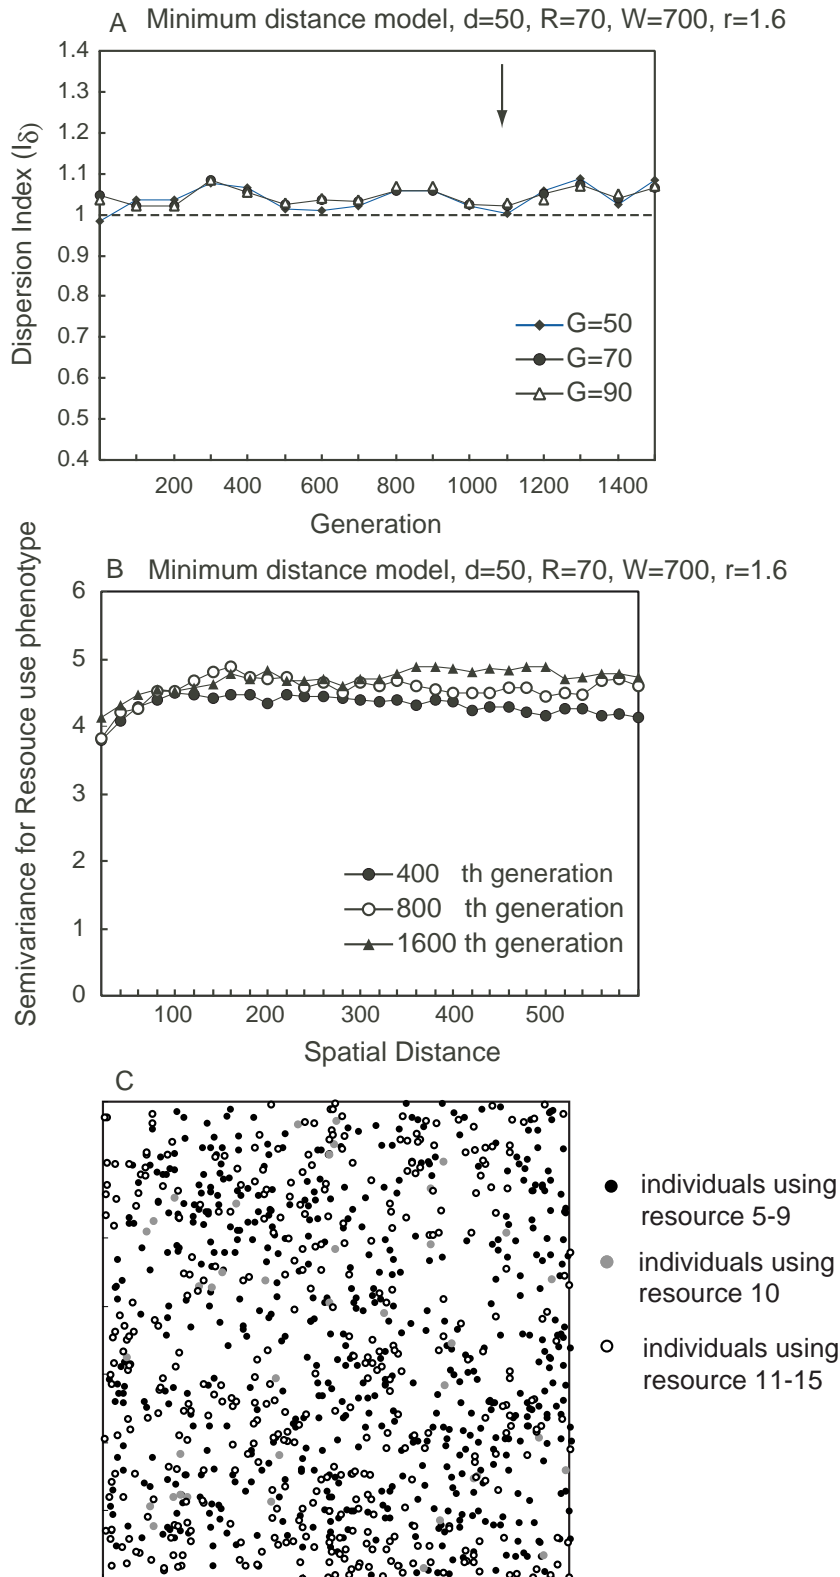 A Minimum distance model, d=50, R=70, W=700, r=1.6
1.4
1.3
1.2
1.1
1
0.9
0.8
0.7
0.6
0.5
0.4
Dispersion Index (Iδ)
G=50
G=70
G=90
200 400 600 800 1000 1200 1400
Generation
B Minimum distance model, d=50, R=70, W=700, r=1.6
6
5
4
3
2
1
0
Semivariance for Resouce use phenotype
400 th generation
800 th generation
1600 th generation
100 200 300 400 500
Spatial Distance
C
individuals using
resource 5-9
individuals using
resource 10
individuals using
resource 11-15